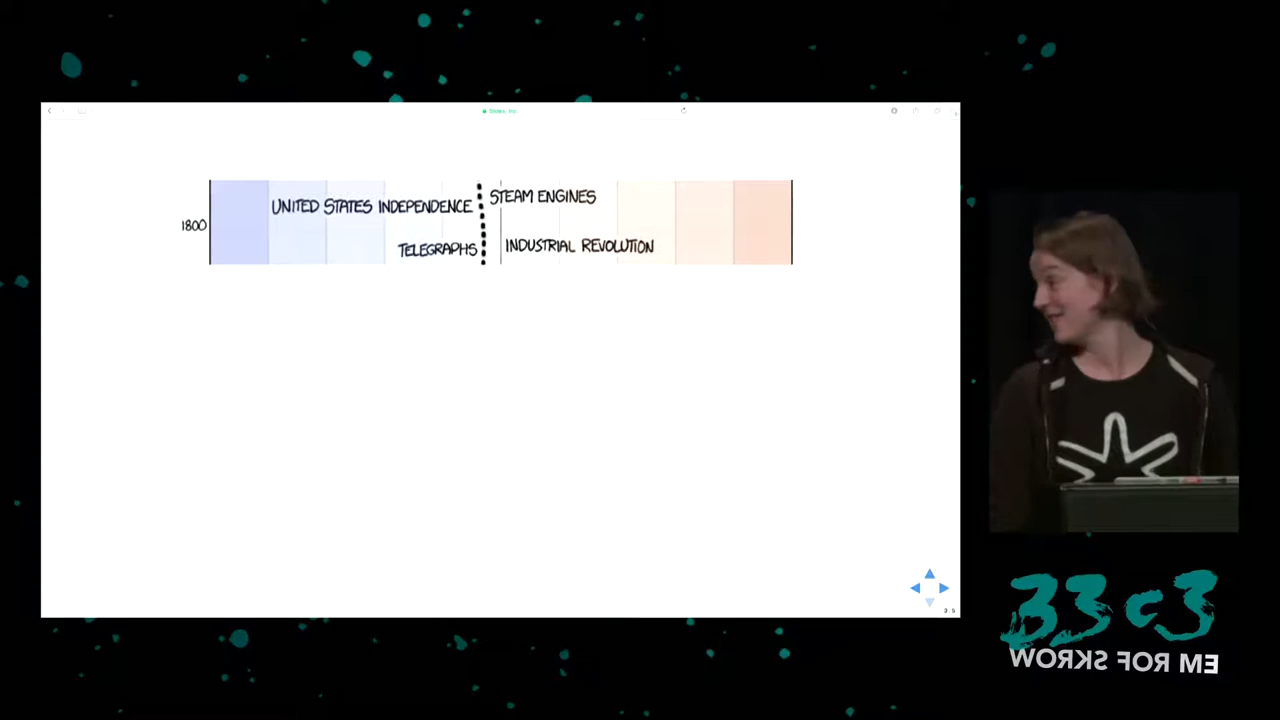 1800
UNITED STATES INDEPENDENCE
STEAM ENGINES
TELEGRAPHS
INDUSTRIAL REVOLUTION
33c3
WORKS FOR ME